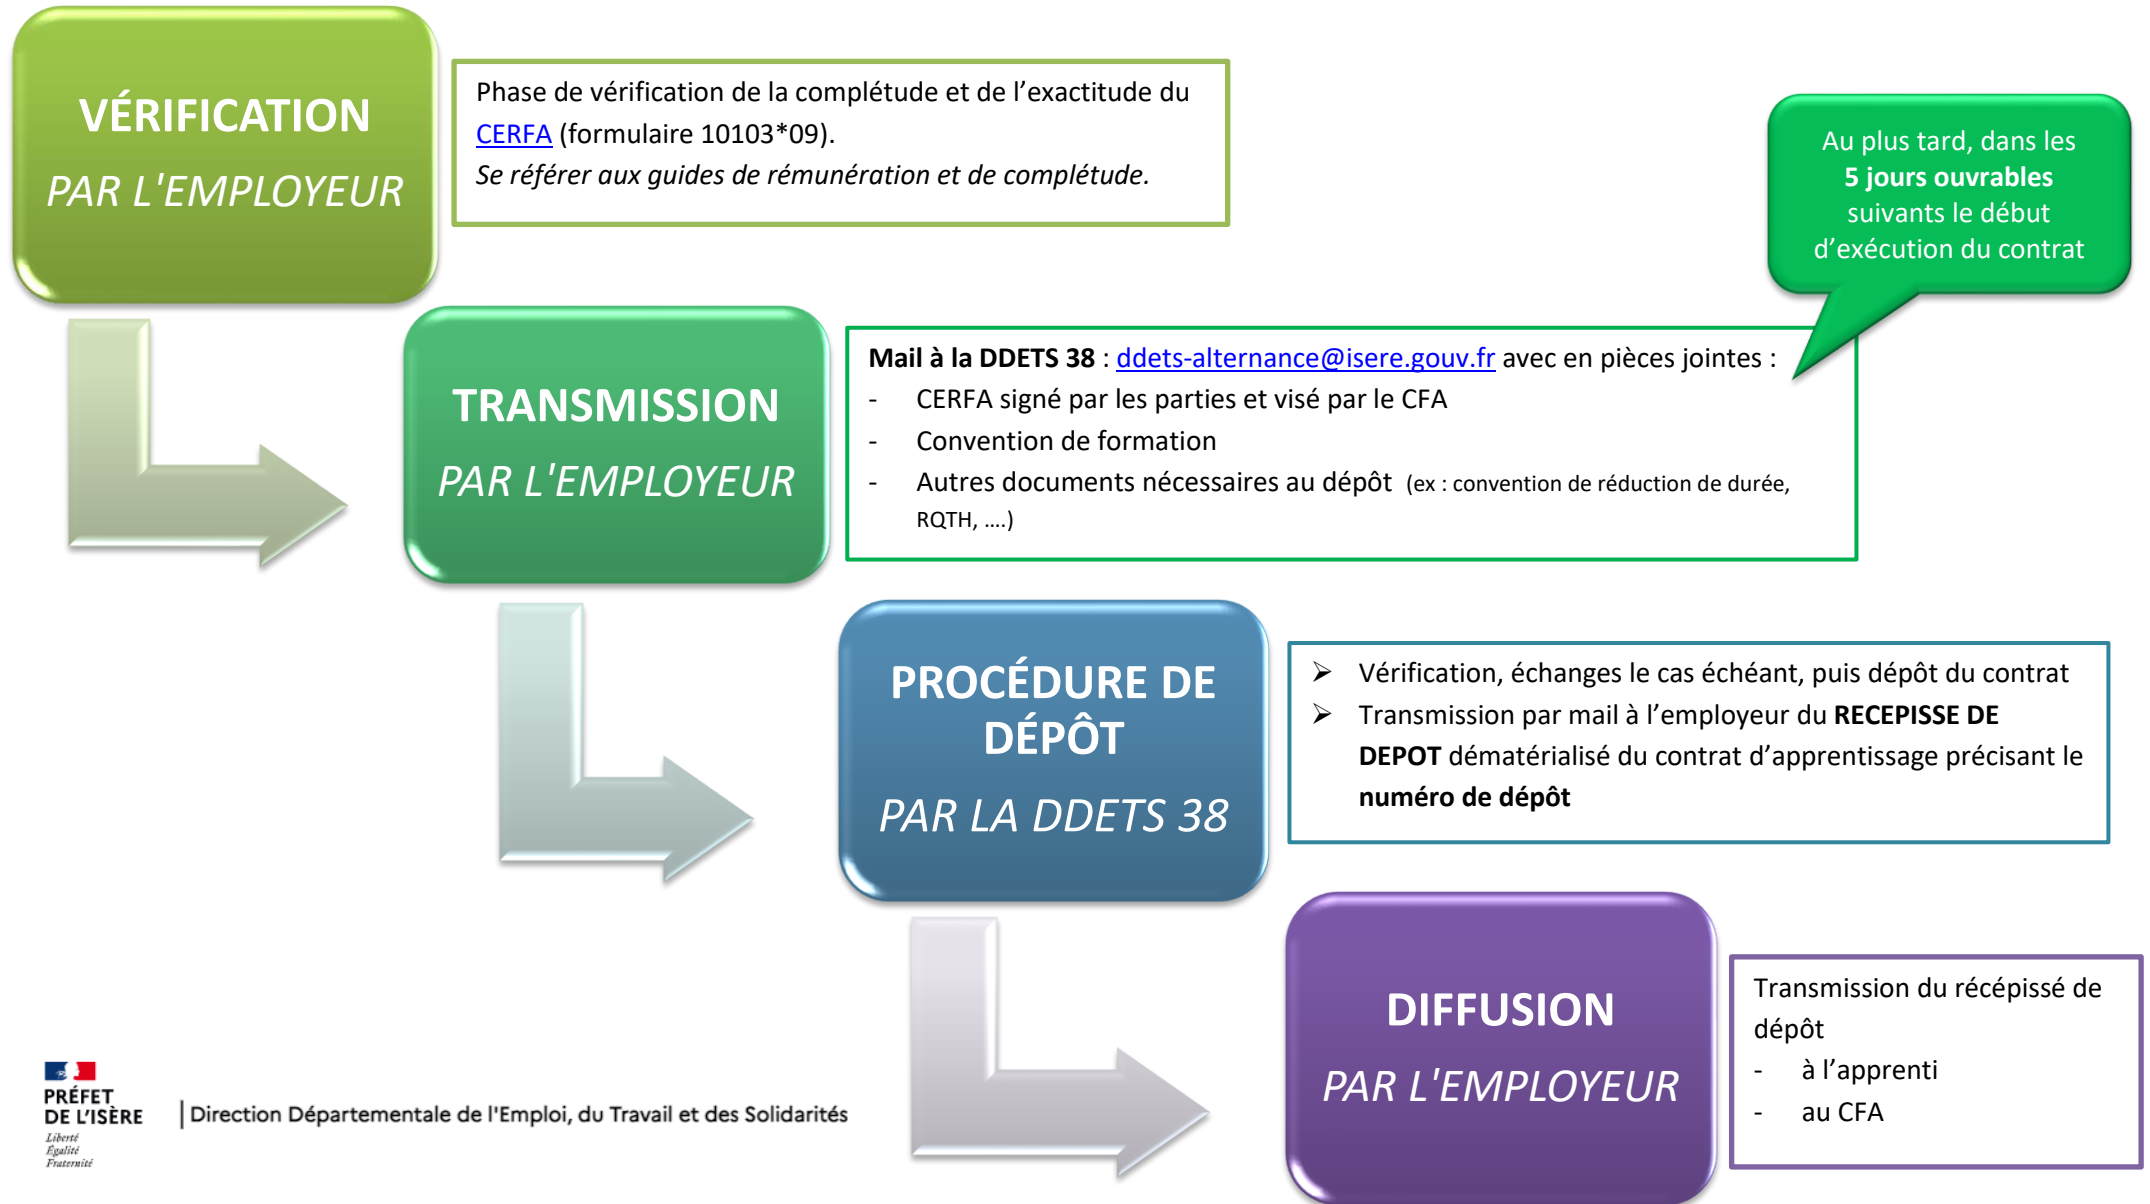 VÉRIFICATION
PAR L'EMPLOYEUR
Phase de vérification de la complétude et de l’exactitude du
CERFA (formulaire 10103*09).
Se référer aux guides de rémunération et de complétude.
Au plus tard, dans les
5 jours ouvrables
suivants le début
d’exécution du contrat
TRANSMISSION
PAR L'EMPLOYEUR
Mail à la DDETS 38 : ddets-alternance@isere.gouv.fr avec en pièces jointes :
- CERFA signé par les parties et visé par le CFA
- Convention de formation
- Autres documents nécessaires au dépôt (ex : convention de réduction de durée,
RQTH, ....)
PROCÉDURE DE
DÉPÔT
PAR LA DDETS 38
➢ Vérification, échanges le cas échéant, puis dépôt du contrat
➢ Transmission par mail à l’employeur du RECEPISSE DE
DEPOT dématérialisé du contrat d’apprentissage précisant le
numéro de dépôt
DIFFUSION
PAR L'EMPLOYEUR
Transmission du récépissé de
dépôt
- à l’apprenti
- au CFA
PRÉFET
DE L’ISÈRE
Liberté
Égalité
Fraternité
Direction Départementale de l'Emploi, du Travail et des Solidarités